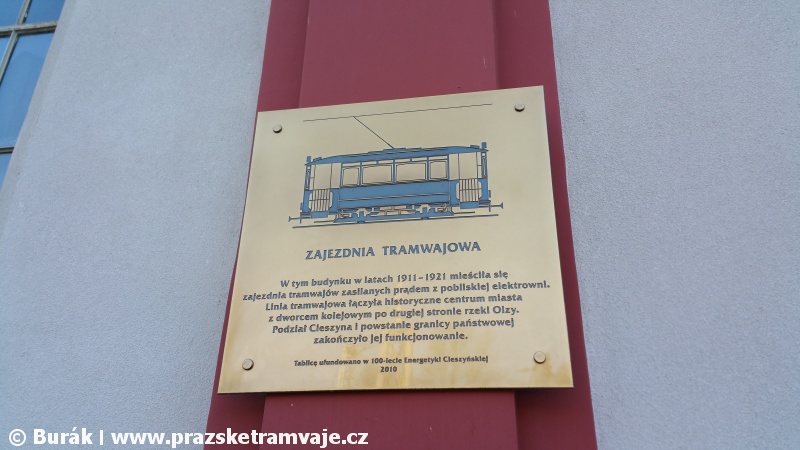 ZAJEZDNIA TRAMWAJOWA
W tym budynku w latach 1911-1921 mieściła się
zajezdnia tramwajów zasilanych prądem z pobliskiej elektrowni.
Linia tramwajowa łączyła historyczne centrum miasta
z dworcem kolejowym po drugiej stronie rzeki Olzy.
Podział Cieszyna i powstanie granicy państwowej
zakończyło jej funkcjonowanie.
Tablicę ufundowano w 100-lecie Energetyki Cieszyńskiej
2010
© Burák | www.prazsketramvaje.cz